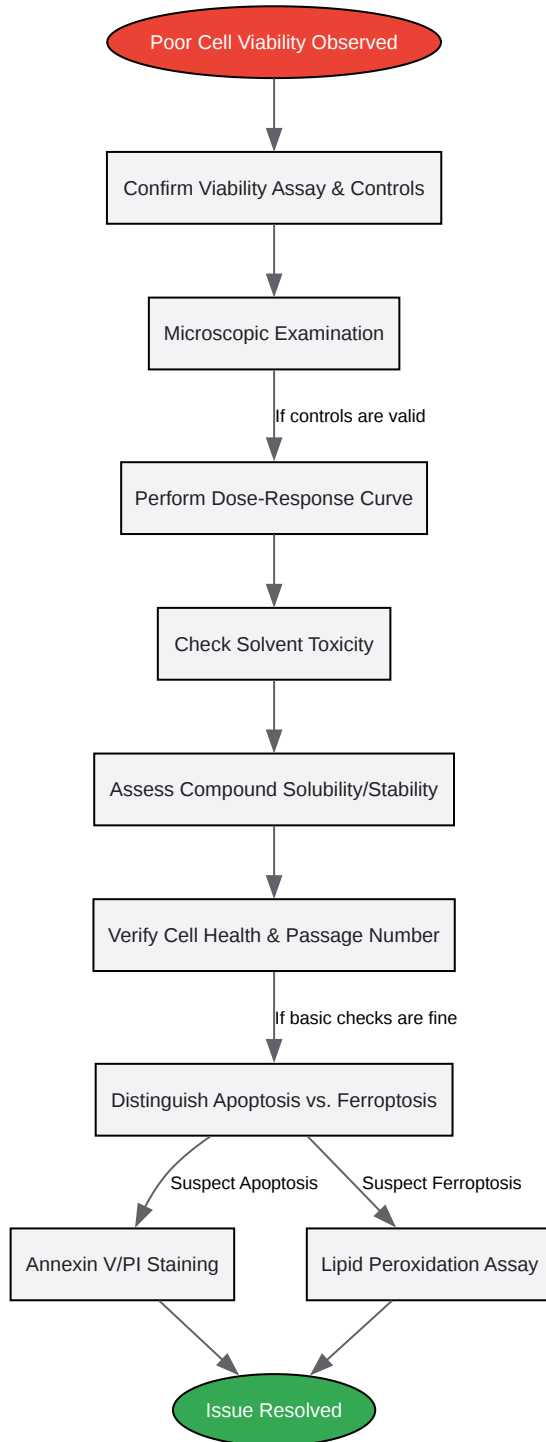 Poor Cell Viability Observed
Confirm Viability Assay & Controls
Microscopic Examination
If controls are valid
Perform Dose-Response Curve
Check Solvent Toxicity
Assess Compound Solubility/Stability
Verify Cell Health & Passage Number
If basic checks are fine
Distinguish Apoptosis vs. Ferroptosis
Suspect Apoptosis
Suspect Ferroptosis
Annexin V/PI Staining
Lipid Peroxidation Assay
Issue Resolved